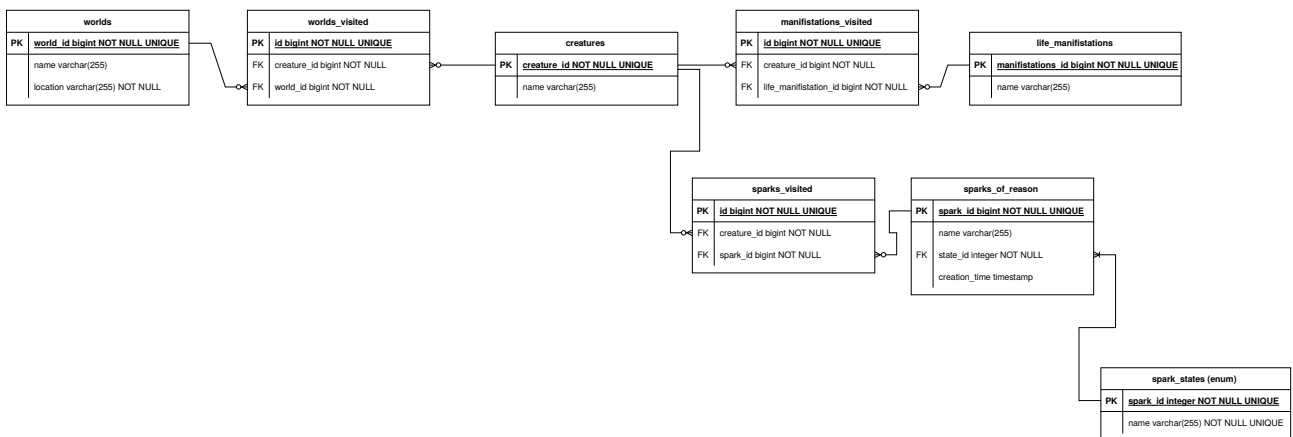 worlds
PK world_id bigint NOT NULL UNIQUE
name varchar(255)
location varchar(255) NOT NULL
worlds_visited
PK id bigint NOT NULL UNIQUE
FK creature_id bigint NOT NULL
FK world_id bigint NOT NULL
creatures
PK creature_id NOT NULL UNIQUE
name varchar(255)
manifistations_visited
PK id bigint NOT NULL UNIQUE
FK creature_id bigint NOT NULL
FK life_manifistation_id bigint NOT NULL
life_manifistations
PK manifistations_id bigint NOT NULL UNIQUE
name varchar(255)
sparks_visited
PK id bigint NOT NULL UNIQUE
FK creature_id bigint NOT NULL
FK spark_id bigint NOT NULL
sparks_of_reason
PK spark_id bigint NOT NULL UNIQUE
name varchar(255)
FK state_id integer NOT NULL
creation_time timestamp
spark_states (enum)
PK spark_id integer NOT NULL UNIQUE
name varchar(255) NOT NULL UNIQUE